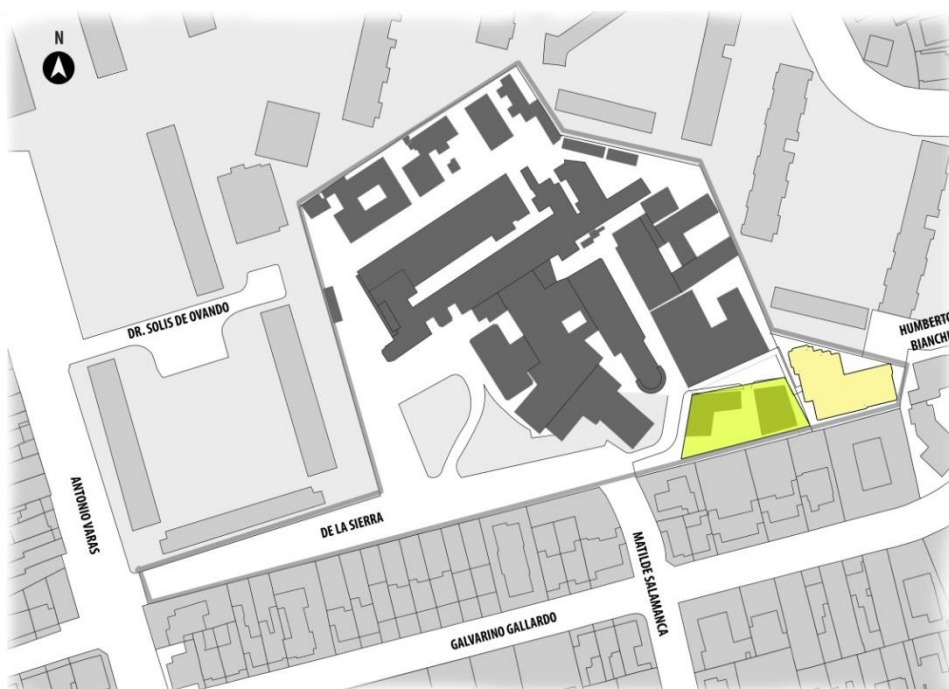 N
DR. SOLIS DE OVANDO
HUMBERTO
BIANCHI
ANTONIO VARAS
DE LA SIERRA
MATILDE SALAMANCA
GALVARINO GALLARDO